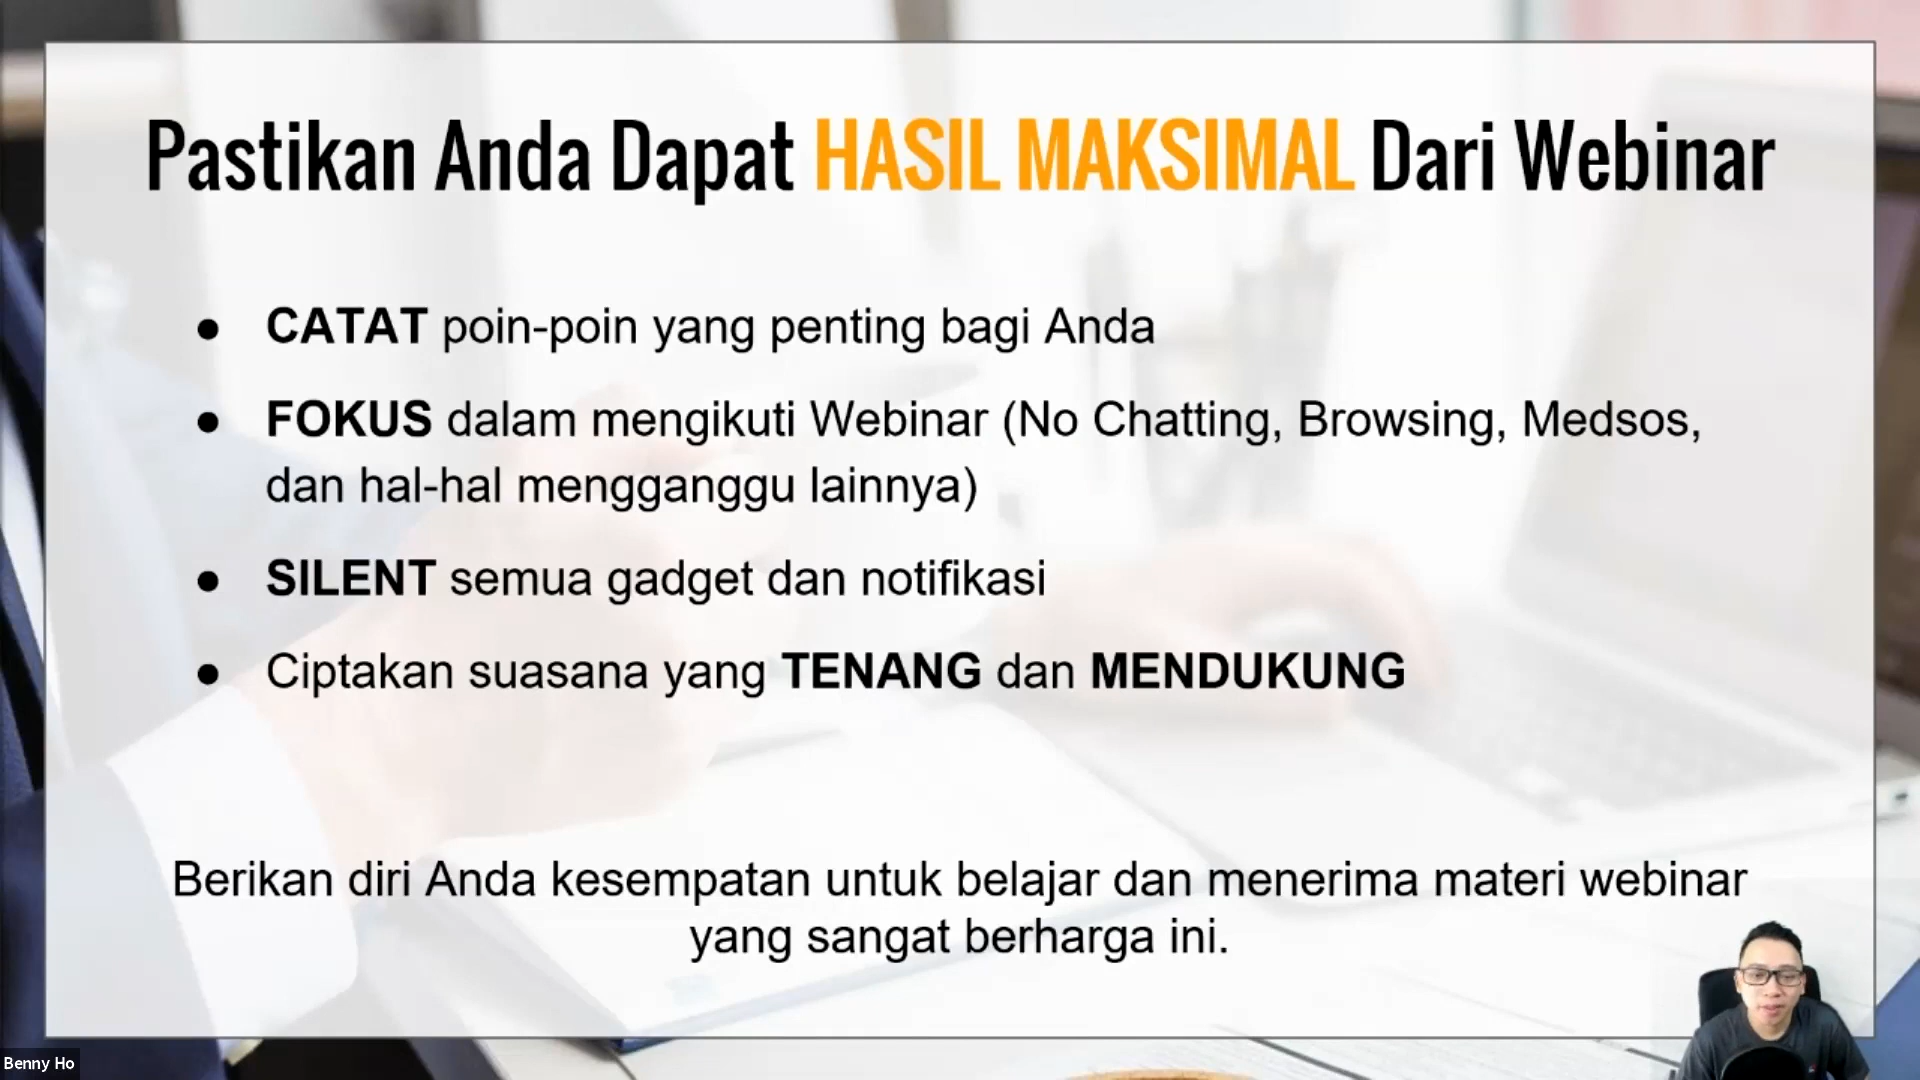 Pastikan Anda Dapat HASIL MAKSIMAL Dari Webinar
● CATAT poin-poin yang penting bagi Anda
● FOKUS dalam mengikuti Webinar (No Chatting, Browsing, Medsos,
dan hal-hal mengganggu lainnya)
● SILENT semua gadget dan notifikasi
● Ciptakan suasana yang TENANG dan MENDUKUNG
Berikan diri Anda kesempatan untuk belajar dan menerima materi webinar
yang sangat berharga ini.
Benny Ho